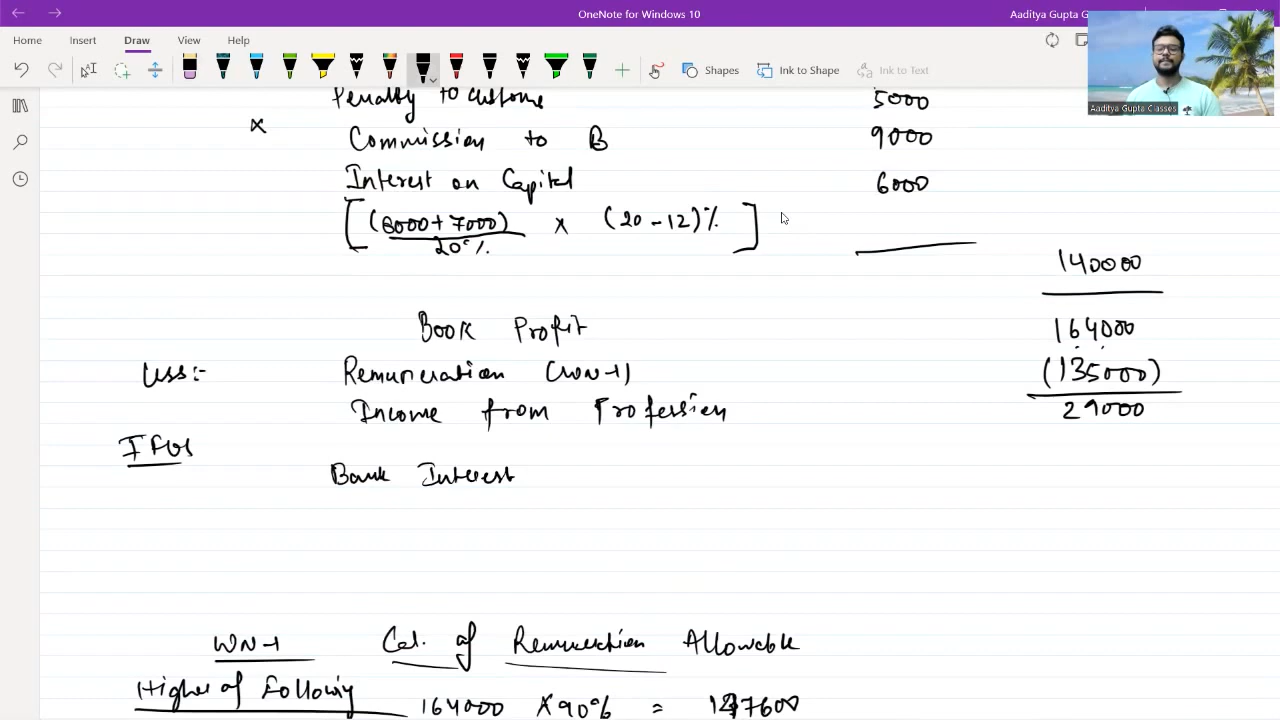 OneNote for Windows 10
Aaditya Gupta G
Home Insert Draw View Help
Shapes Ink to Shape Ink to Text
Aaditya Gupta Classes
Penalty to Custome 5000
x Commission to B 9000
Interest on Capital 6000
[(8000+7000) x (20-12)%]
20%
140000
Book Profit 164000
Less:- Remuneration (WN-1) (135000)
Income from Profession 29000
IFOS
Bank Interest
WN-1 Cal. of Remuneration Allowable
Higher of Following 164000 x 90% = 147600